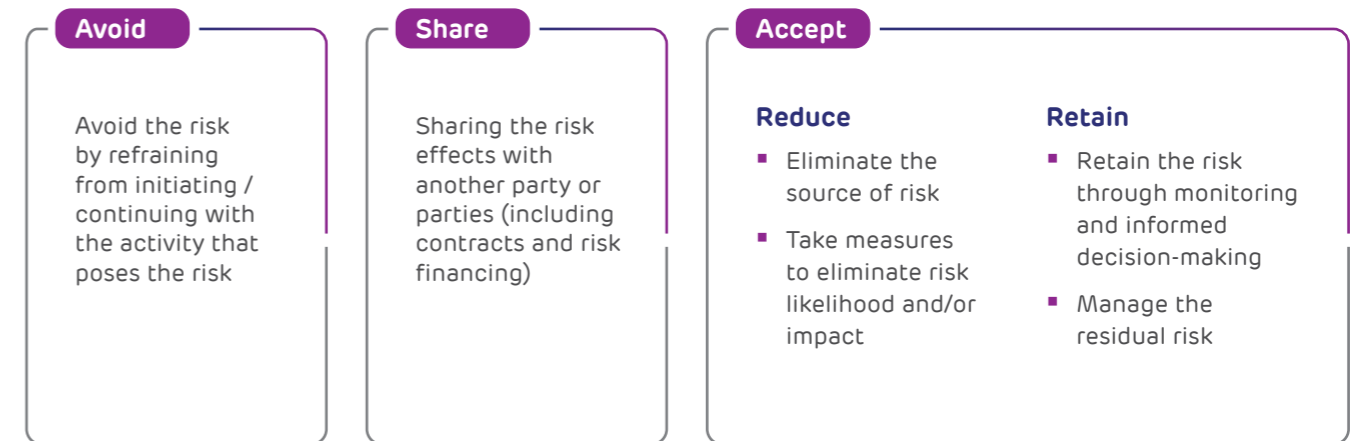 Avoid
Avoid the risk
by refraining
from initiating /
continuing with
the activity that
poses the risk
Share
Sharing the risk
effects with
another party or
parties (including
contracts and risk
financing)
Accept
Reduce
▪ Eliminate the
source of risk
▪ Take measures
to eliminate risk
likelihood and/or
impact
Retain
▪ Retain the risk
through monitoring
and informed
decision-making
▪ Manage the
residual risk